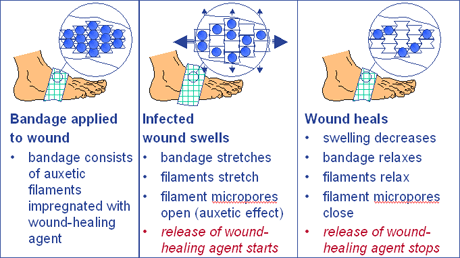 Bandage applied
to wound
• bandage consists
of auxetic
filaments
impregnated with
wound-healing
agent
Infected
wound swells
• bandage stretches
• filaments stretch
• filament micropores
open (auxetic effect)
• release of wound-
healing agent starts
Wound heals
• swelling decreases
• bandage relaxes
• filaments relax
• filament micropores
close
• release of wound-
healing agent stops